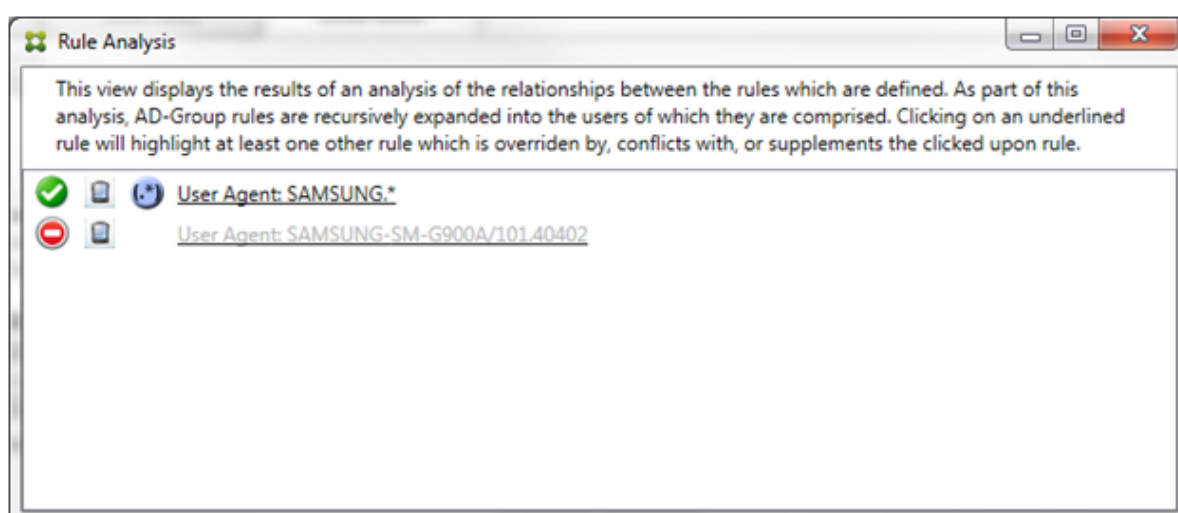 Rule Analysis
This view displays the results of an analysis of the relationships between the rules which are defined. As part of this
analysis, AD-Group rules are recursively expanded into the users of which they are comprised. Clicking on an underlined
rule will highlight at least one other rule which is overriden by, conflicts with, or supplements the clicked upon rule.
(.*) User Agent: SAMSUNG.*
User Agent: SAMSUNG-SM-G900A/101.40402